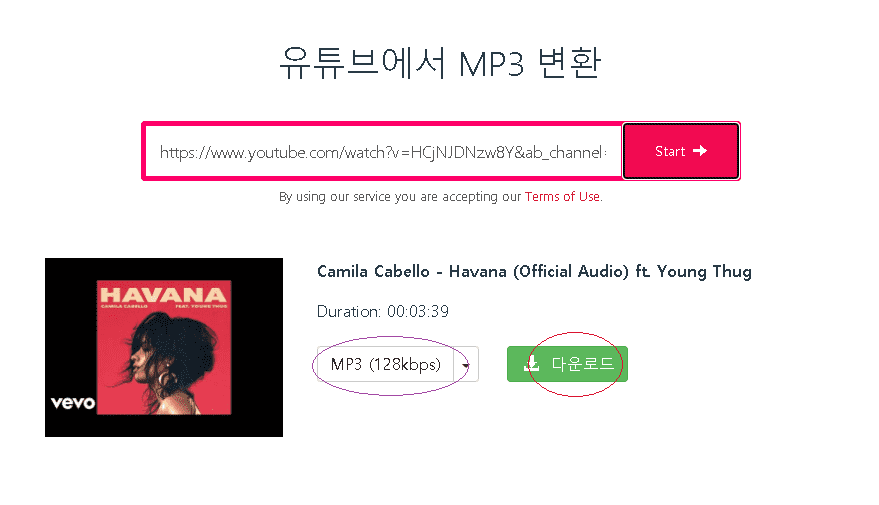 유튜브에서 MP3 변환
https://www.youtube.com/watch?v=HCjNJDNzw8Y&ab_channel=
Start
By using our service you are accepting our Terms of Use.
HAVANA
CAMILA CABELLO FEAT. YOUNG THUG
vevo
Camila Cabello - Havana (Official Audio) ft. Young Thug
Duration: 00:03:39
MP3 (128kbps)
다운로드